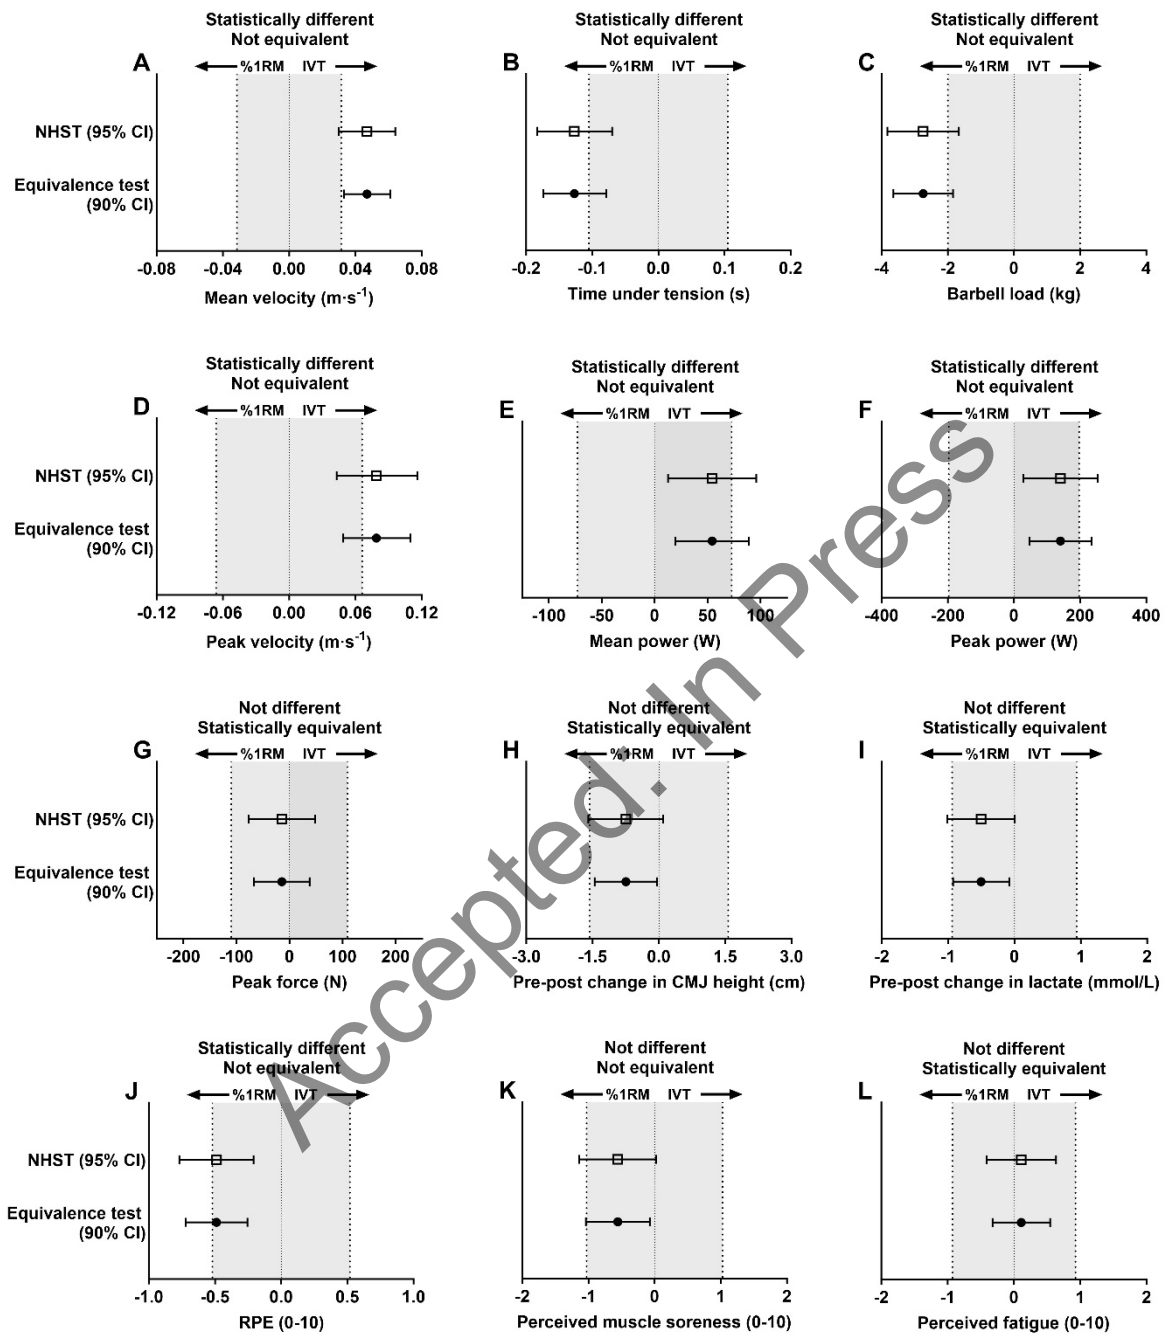 Statistically different
Not equivalent
A
%1RM IVT
NHST (95% CI)
Equivalence test
(90% CI)
-0.08 -0.04 0.00 0.04 0.08
Mean velocity (m·s-1)
Statistically different
Not equivalent
B
%1RM IVT
-0.2 -0.1 0.0 0.1 0.2
Time under tension (s)
Statistically different
Not equivalent
C
%1RM IVT
-4 -2 0 2 4
Barbell load (kg)
Statistically different
Not equivalent
D
%1RM IVT
NHST (95% CI)
Equivalence test
(90% CI)
-0.12 -0.06 0.00 0.06 0.12
Peak velocity (m·s-1)
Statistically different
Not equivalent
E
%1RM IVT
-100 -50 0 50 100
Mean power (W)
Statistically different
Not equivalent
F
%1RM IVT
-400 -200 0 200 400
Peak power (W)
Not different
Statistically equivalent
G
%1RM IVT
NHST (95% CI)
Equivalence test
(90% CI)
-200 -100 0 100 200
Peak force (N)
Not different
Statistically equivalent
H
%1RM IVT
-3.0 -1.5 0.0 1.5 3.0
Pre-post change in CMJ height (cm)
Not different
Statistically equivalent
I
%1RM IVT
-2 -1 0 1 2
Pre-post change in lactate (mmol/L)
Statistically different
Not equivalent
J
%1RM IVT
NHST (95% CI)
Equivalence test
(90% CI)
-1.0 -0.5 0.0 0.5 1.0
RPE (0-10)
Not different
Not equivalent
K
%1RM IVT
-2 -1 0 1 2
Perceived muscle soreness (0-10)
Not different
Statistically equivalent
L
%1RM IVT
-2 -1 0 1 2
Perceived fatigue (0-10)
Accepted: In Press